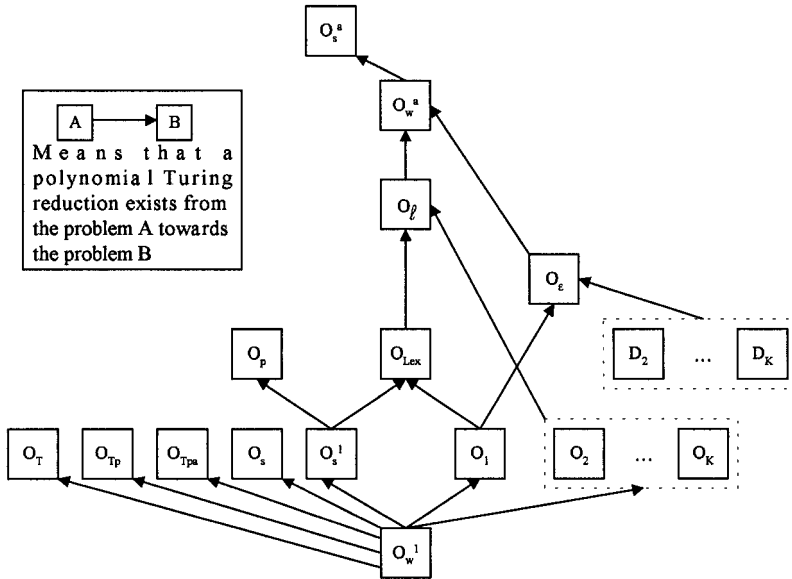 O_s^a
O_w^a
A B
Means that a
polynomial Turing
reduction exists from
the problem A towards
the problem B
O_ℓ
O_ε
O_p O_Lex D_2 ... D_K
O_T O_Tp O_Tpa O_s O_s^1 O_1 O_2 ... O_K
O_w^1